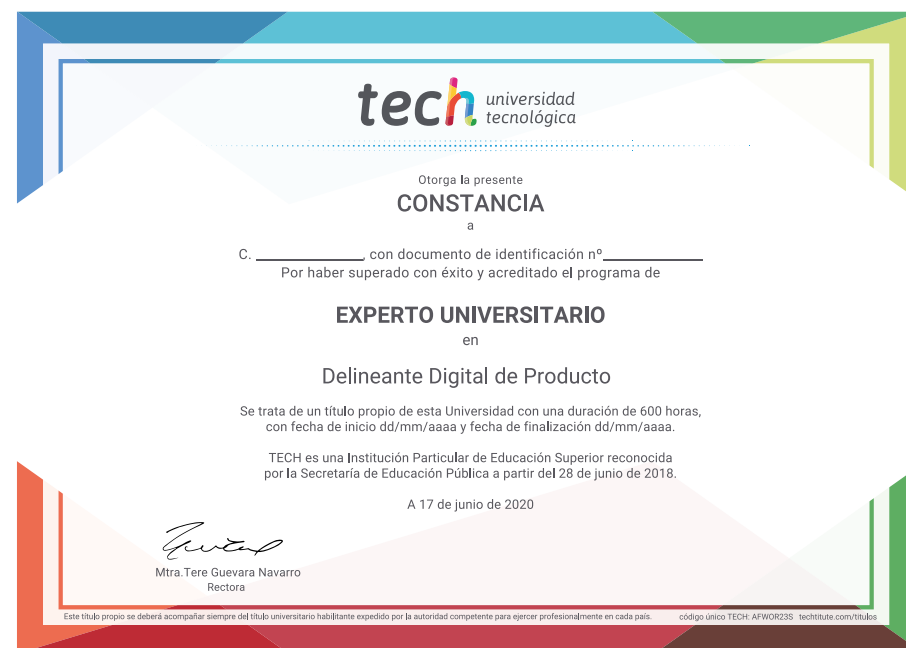 tech universidad
tecnológica
Otorga la presente
CONSTANCIA
a
C. ____________, con documento de identificación nº____________
Por haber superado con éxito y acreditado el programa de
EXPERTO UNIVERSITARIO
en
Delineante Digital de Producto
Se trata de un título propio de esta Universidad con una duración de 600 horas,
con fecha de inicio dd/mm/aaaa y fecha de finalización dd/mm/aaaa.
TECH es una Institución Particular de Educación Superior reconocida
por la Secretaría de Educación Pública a partir del 28 de junio de 2018.
A 17 de junio de 2020
Mtra.Tere Guevara Navarro
Rectora
Este título propio se deberá acompañar siempre del título universitario habilitante expedido por la autoridad competente para ejercer profesionalmente en cada país. código único TECH: AFWOR23S techtitute.com/titulos